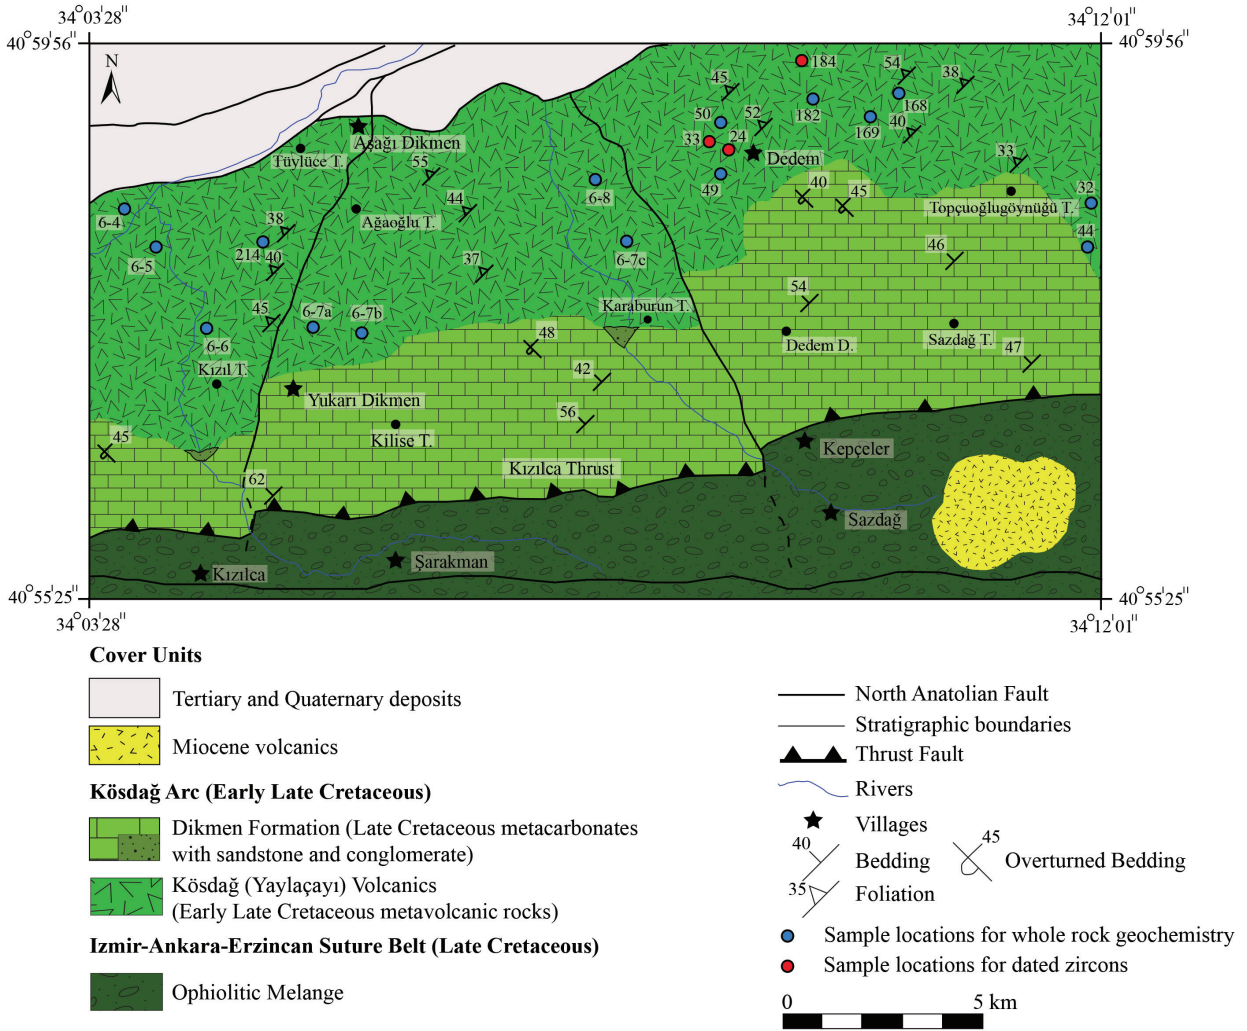 34°03'28" 34°12'01"
40°59'56" 40°59'56"
N
184
54
38
45
50
52
182
168
169
40
33
24
Dedem
Aşağı Dikmen
Tüylüce T.
55
49
33
40
45
Topçuoğlugöynüğü T.
32
6-8
6-4
44
Ağaoğlu T.
38
6-5
214
40
37
6-7c
46
44
54
Karaburun T.
45
6-7a
6-7b
6-6
48
Dedem D.
Sazdağ T.
47
Kızıl T.
42
Yukarı Dikmen
56
Kilise T.
45
Kepçeler
Kızılca Thrust
62
Sazdağ
Şarakman
Kızılca
40°55'25" 40°55'25"
34°03'28" 34°12'01"
Cover Units
Tertiary and Quaternary deposits
Miocene volcanics
Kösdağ Arc (Early Late Cretaceous)
Dikmen Formation (Late Cretaceous metacarbonates
with sandstone and conglomerate)
Kösdağ (Yaylaçayı) Volcanics
(Early Late Cretaceous metavolcanic rocks)
Izmir-Ankara-Erzincan Suture Belt (Late Cretaceous)
Ophiolitic Melange
North Anatolian Fault
Stratigraphic boundaries
Thrust Fault
Rivers
Villages
40 Bedding
45 Overturned Bedding
35 Foliation
Sample locations for whole rock geochemistry
Sample locations for dated zircons
0 5 km